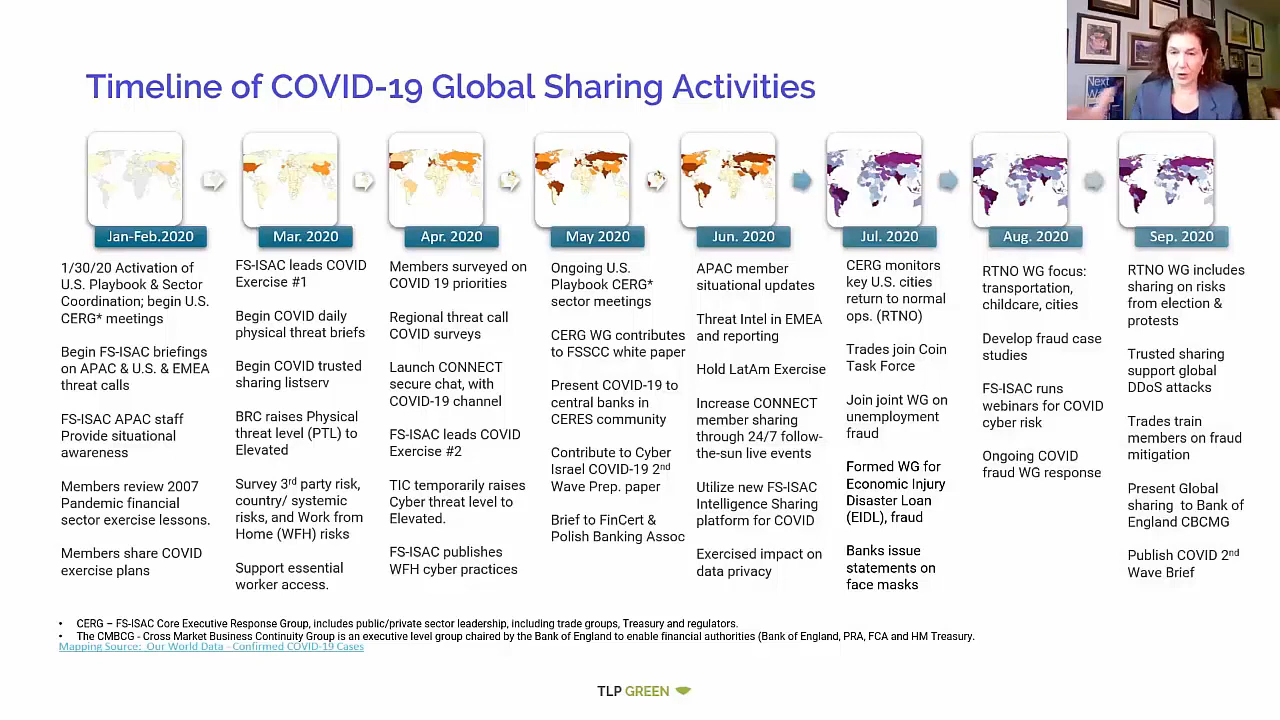 Timeline of COVID-19 Global Sharing Activities
Next
Jan-Feb.2020
1/30/20 Activation of
U.S. Playbook & Sector
Coordination; begin U.S.
CERG* meetings
Begin FS-ISAC briefings
on APAC & U.S. & EMEA
threat calls
FS-ISAC APAC staff
Provide situational
awareness
Members review 2007
Pandemic financial
sector exercise lessons.
Members share COVID
exercise plans
Mar. 2020
FS-ISAC leads COVID
Exercise #1
Begin COVID daily
physical threat briefs
Begin COVID trusted
sharing listserv
BRC raises Physical
threat level (PTL) to
Elevated
Survey 3rd party risk,
country/ systemic
risks, and Work from
Home (WFH) risks
Support essential
worker access.
Apr. 2020
Members surveyed on
COVID 19 priorities
Regional threat call
COVID surveys
Launch CONNECT
secure chat, with
COVID-19 channel
FS-ISAC leads COVID
Exercise #2
TIC temporarily raises
Cyber threat level to
Elevated.
FS-ISAC publishes
WFH cyber practices
May 2020
Ongoing U.S.
Playbook CERG*
sector meetings
CERG WG contributes
to FSSCC white paper
Present COVID-19 to
central banks in
CERES community
Contribute to Cyber
Israel COVID-19 2nd
Wave Prep. paper
Brief to FinCert &
Polish Banking Assoc
Jun. 2020
APAC member
situational updates
Threat Intel in EMEA
and reporting
Hold LatAm Exercise
Increase CONNECT
member sharing
through 24/7 follow-
the-sun live events
Utilize new FS-ISAC
Intelligence Sharing
platform for COVID
Exercised impact on
data privacy
Jul. 2020
CERG monitors
key U.S. cities
return to normal
ops. (RTNO)
Trades join Coin
Task Force
Join joint WG on
unemployment
fraud
Formed WG for
Economic Injury
Disaster Loan
(EIDL), fraud
Banks issue
statements on
face masks
Aug. 2020
RTNO WG focus:
transportation,
childcare, cities
Develop fraud case
studies
FS-ISAC runs
webinars for COVID
cyber risk
Ongoing COVID
fraud WG response
Sep. 2020
RTNO WG includes
sharing on risks
from election &
protests
Trusted sharing
support global
DDoS attacks
Trades train
members on fraud
mitigation
Present Global
sharing to Bank of
England CBCMG
Publish COVID 2nd
Wave Brief
• CERG – FS-ISAC Core Executive Response Group, includes public/private sector leadership, including trade groups, Treasury and regulators.
• The CMBCG - Cross Market Business Continuity Group is an executive level group chaired by the Bank of England to enable financial authorities (Bank of England, PRA, FCA and HM Treasury.
Mapping Source: Our World Data - Confirmed COVID-19 Cases
TLP GREEN